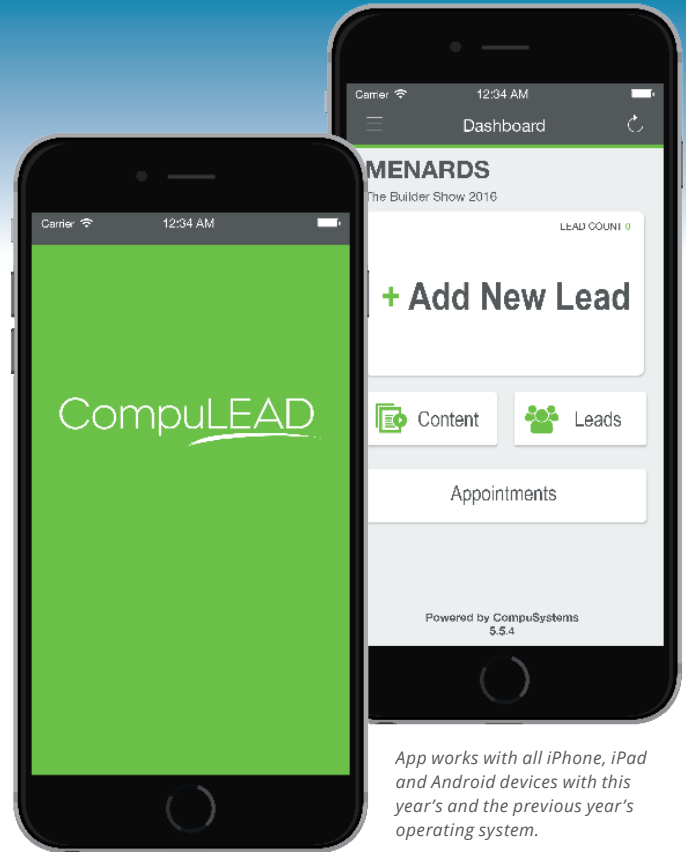 Carrier 12:34 AM
CompuLEAD
Carrier 12:34 AM
Dashboard
MENARDS
The Builder Show 2016
LEAD COUNT 0
+ Add New Lead
Content Leads
Appointments
Powered by CompuSystems
5.5.4
App works with all iPhone, iPad
and Android devices with this
year's and the previous year's
operating system.